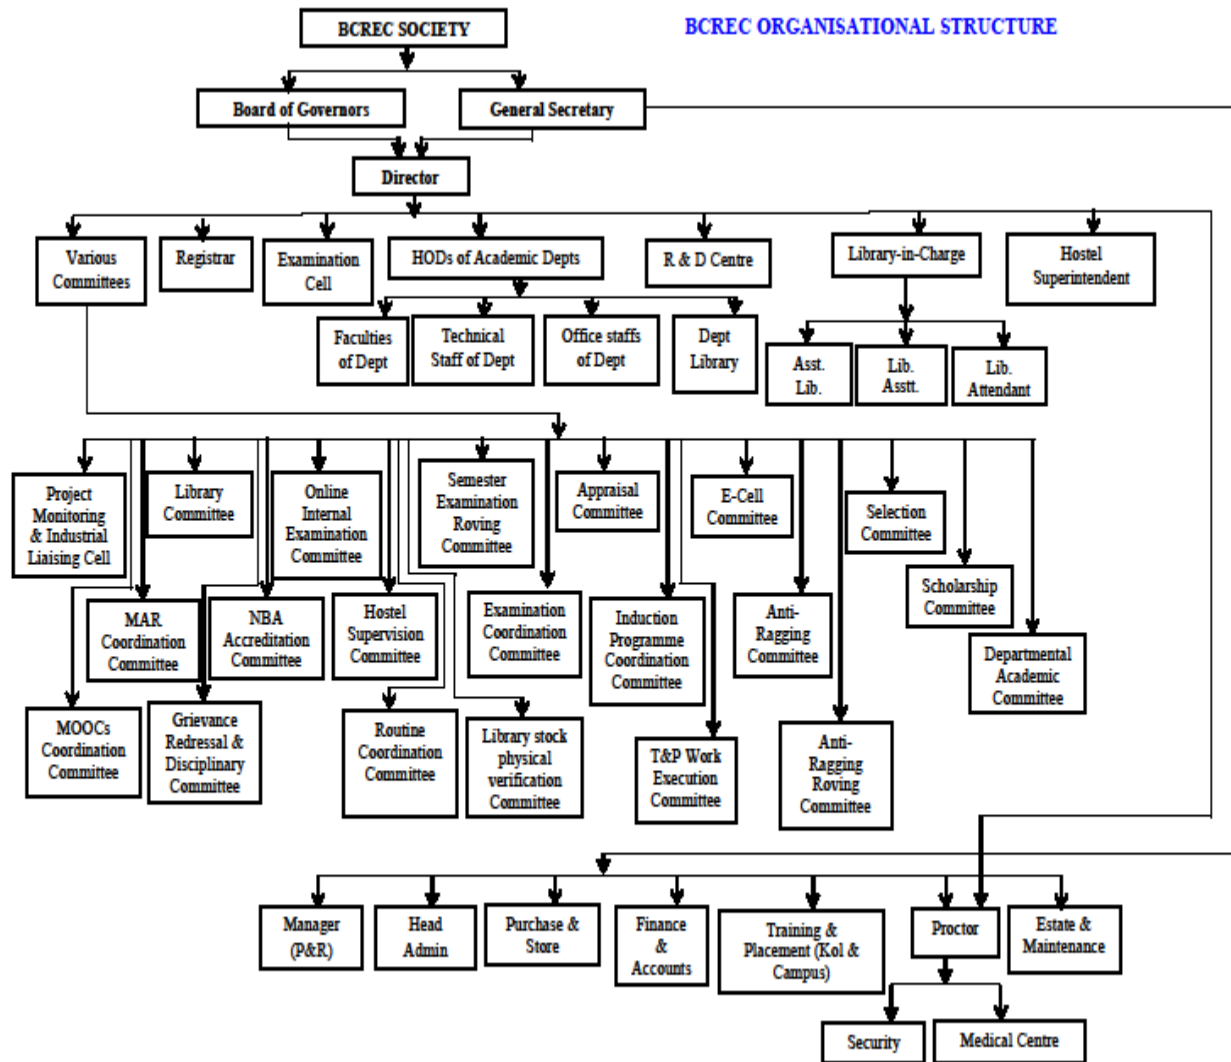 BCREC SOCIETY
BCREC ORGANISATIONAL STRUCTURE
Board of Governors
General Secretary
Director
Various
Committees
Registrar
Examination
Cell
HODs of Academic Depts
R & D Centre
Library-in-Charge
Hostel
Superintendent
Faculties
of Dept
Technical
Staff of Dept
Office staffs
of Dept
Dept
Library
Asst.
Lib.
Lib.
Asstt.
Lib.
Attendant
Project
Monitoring
& Industrial
Liaising Cell
Library
Committee
Online
Internal
Examination
Committee
Semester
Examination
Roving
Committee
Appraisal
Committee
E-Cell
Committee
Selection
Committee
Scholarship
Committee
MAR
Coordination
Committee
NBA
Accreditation
Committee
Hostel
Supervision
Committee
Examination
Coordination
Committee
Induction
Programme
Coordination
Committee
Anti-
Ragging
Committee
Departmental
Academic
Committee
MOOCs
Coordination
Committee
Grievance
Redressal &
Disciplinary
Committee
Routine
Coordination
Committee
Library stock
physical
verification
Committee
T&P Work
Execution
Committee
Anti-
Ragging
Roving
Committee
Manager
(P&R)
Head
Admin
Purchase &
Store
Finance
&
Accounts
Training &
Placement (Kol &
Campus)
Proctor
Estate &
Maintenance
Security
Medical Centre